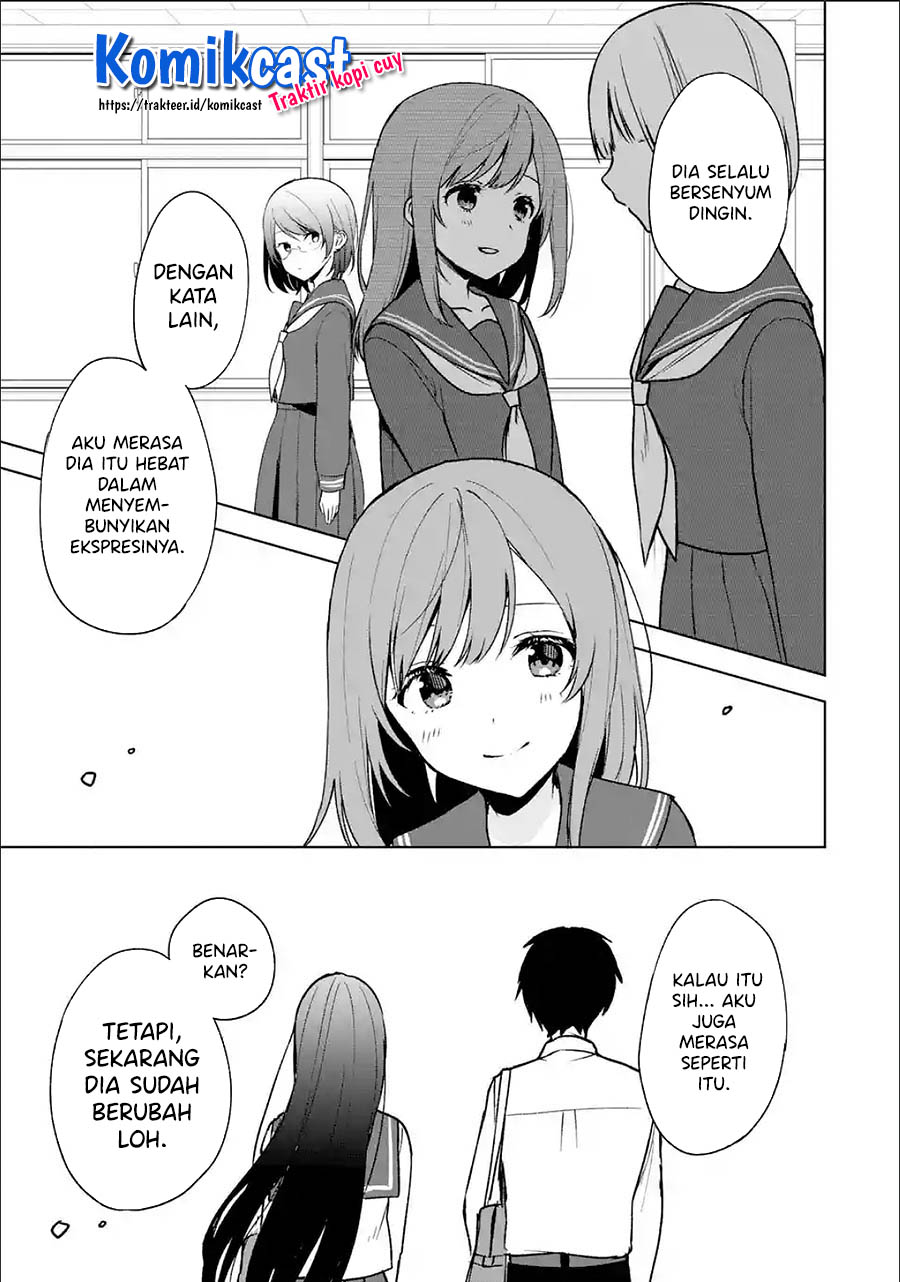 Komikcast
Traktir kopi cuy
https://trakteer.id/komikcast
DIA SELALU
BERSENYUM
DINGIN.
DENGAN
KATA
LAIN,
AKU MERASA
DIA ITU HEBAT
DALAM
MENYEM-
BUNYIKAN
EKSPRESINYA.
KALAU ITU
SIH... AKU
JUGA
MERASA
SEPERTI
ITU.
BENAR-
KAN?
TETAPI,
SEKARANG
DIA SUDAH
BERUBAH
LOH.